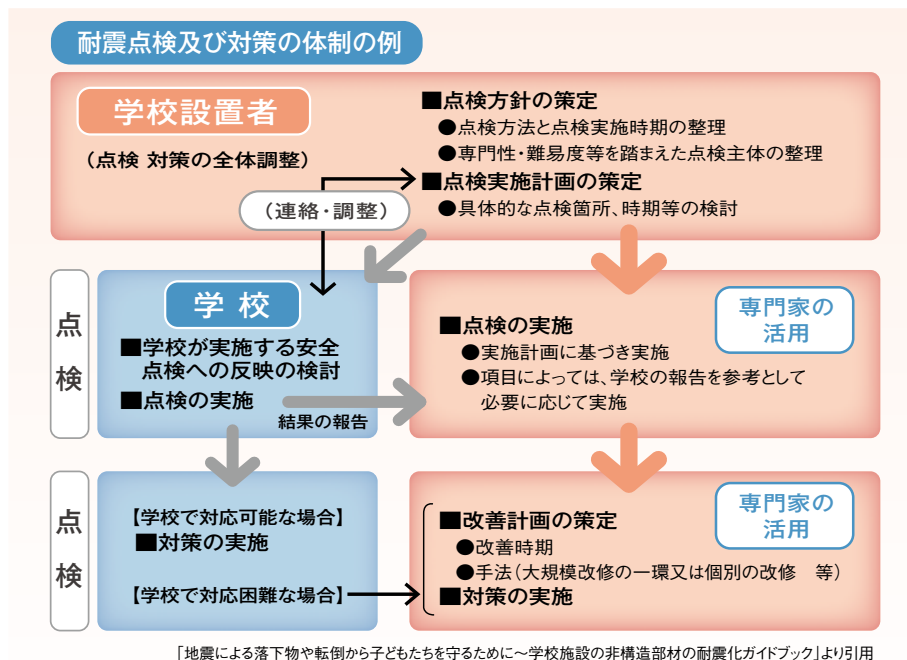 耐震点検及び対策の体制の例
学校設置者
(点検 対策の全体調整)
■点検方針の策定
●点検方法と点検実施時期の整理
●専門性・難易度等を踏まえた点検主体の整理
■点検実施計画の策定
●具体的な点検箇所、時期等の検討
(連絡・調整)
点
検
学 校
■学校が実施する安全
点検への反映の検討
■点検の実施
結果の報告
専門家の
活用
■点検の実施
●実施計画に基づき実施
●項目によっては、学校の報告を参考として
必要に応じて実施
点
検
【学校で対応可能な場合】
■対策の実施
【学校で対応困難な場合】
専門家の
活用
■改善計画の策定
●改善時期
●手法(大規模改修の一環又は個別の改修　等)
■対策の実施
「地震による落下物や転倒から子どもたちを守るために~学校施設の非構造部材の耐震化ガイドブック」より引用